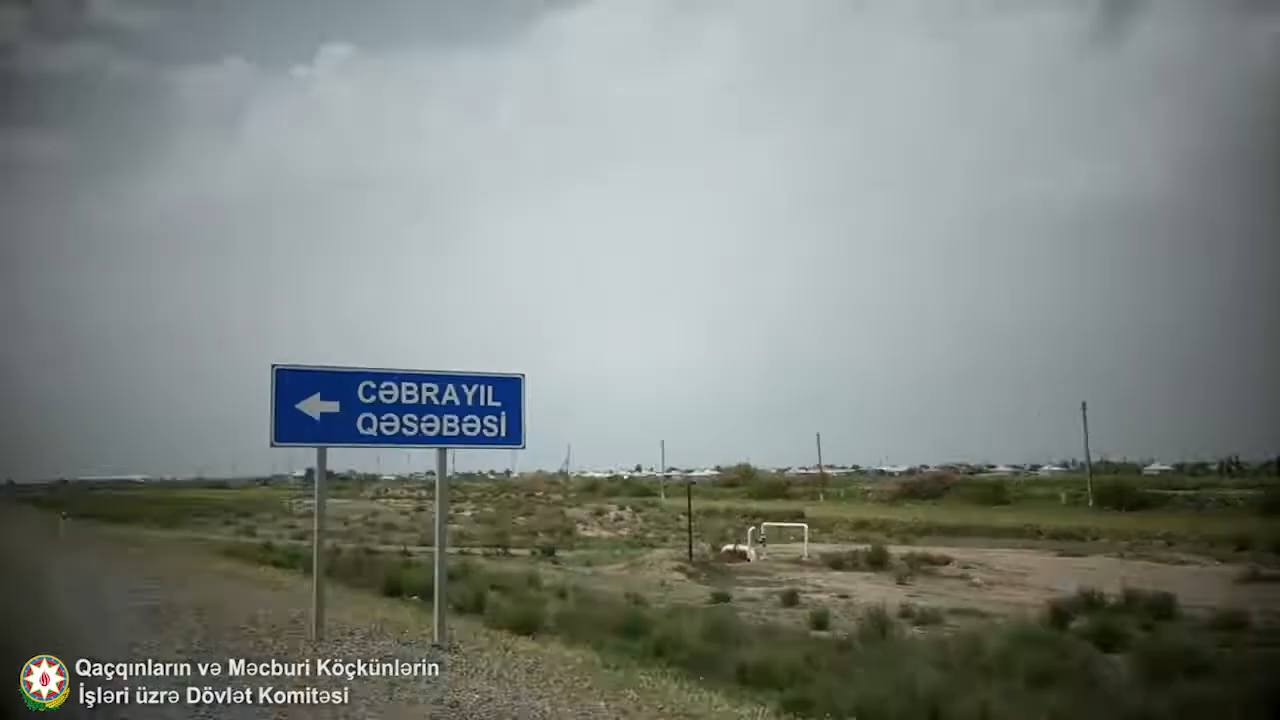 CƏBRAYIL
QƏSƏBƏSİ
Qaçqınların və Məcburi Köçkünlərin
İşləri üzrə Dövlət Komitəsi